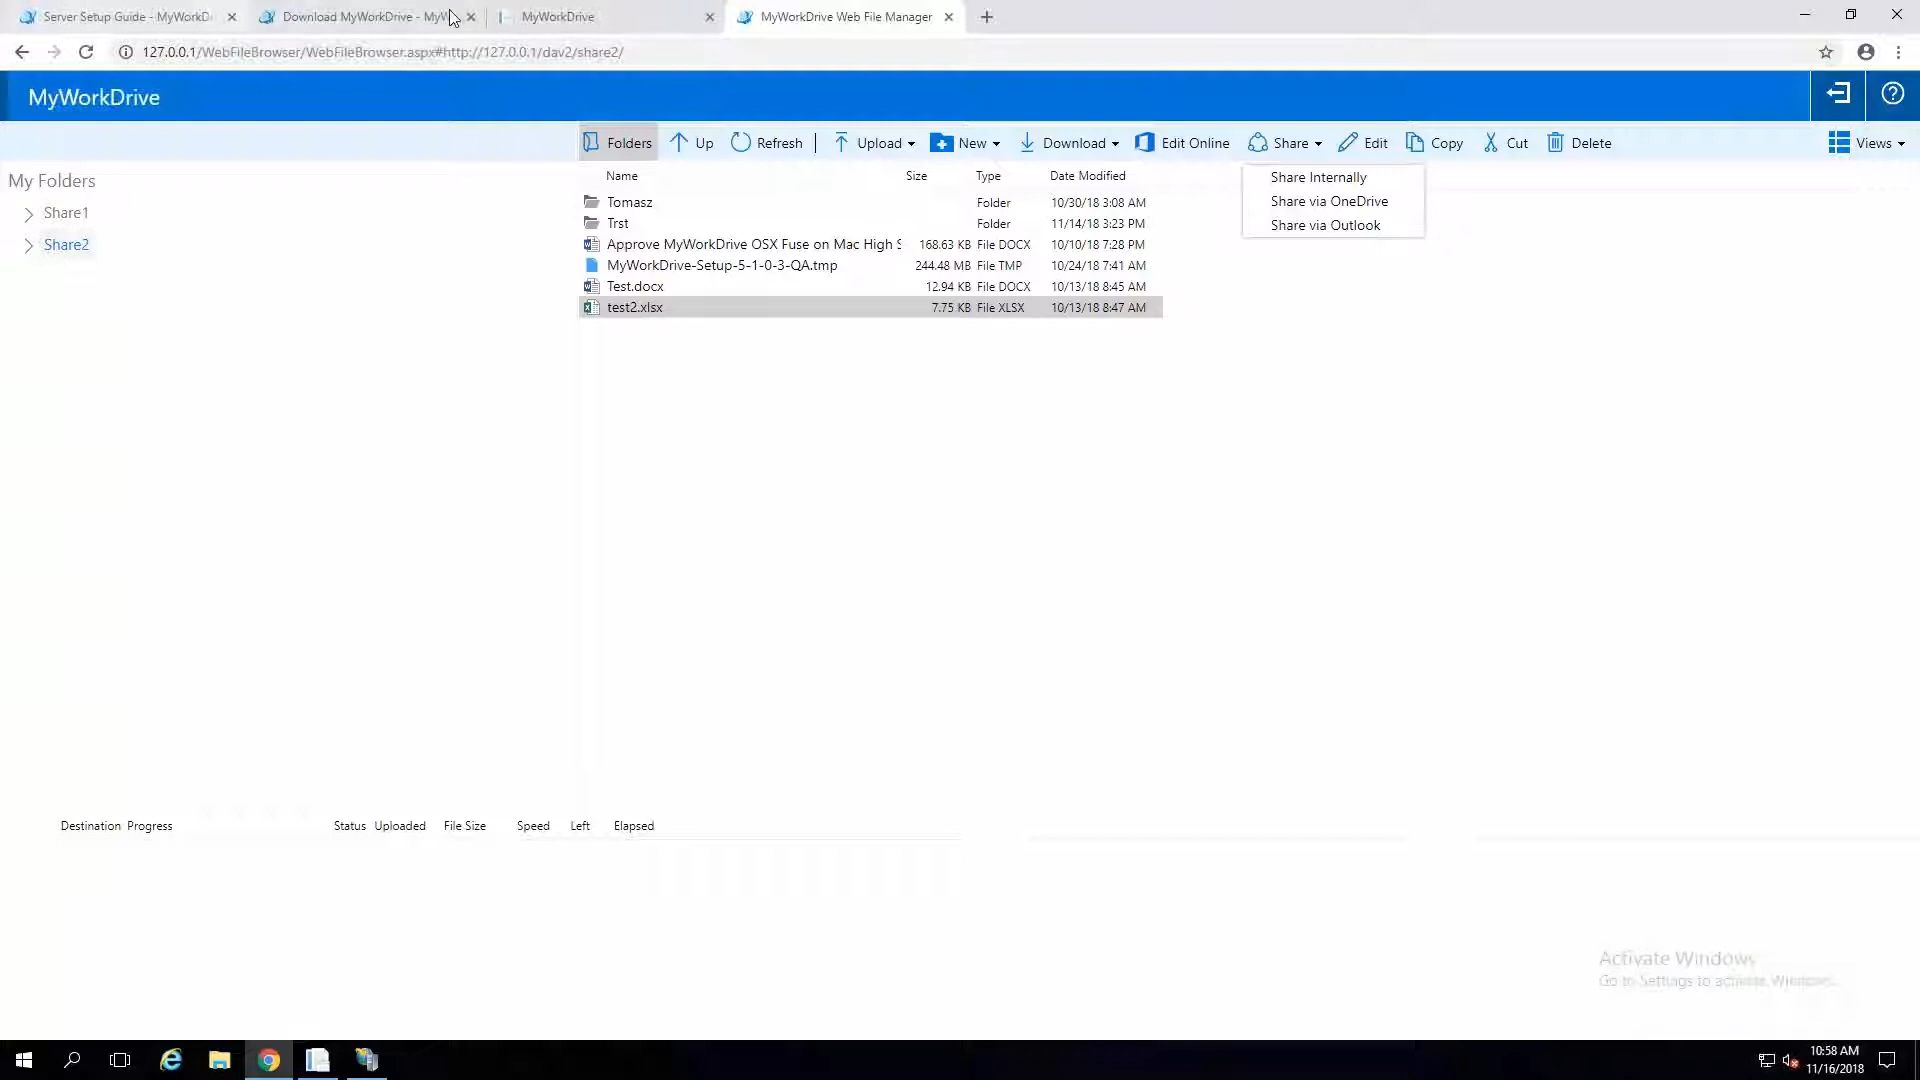 Server Setup Guide - MyWorkD
Download MyWorkDrive - MyW
MyWorkDrive
MyWorkDrive Web File Manager
127.0.0.1/WebFileBrowser/WebFileBrowser.aspx#http://127.0.0.1/dav2/share2/
MyWorkDrive
Folders Up Refresh | Upload New Download Edit Online Share Edit Copy Cut Delete Views
My Folders
Share1
Share2
Name Size Type Date Modified
Tomasz Folder 10/30/18 3:08 AM
Trst Folder 11/14/18 3:23 PM
Approve MyWorkDrive OSX Fuse on Mac High S 168.63 KB File DOCX 10/10/18 7:28 PM
MyWorkDrive-Setup-5-1-0-3-QA.tmp 244.48 MB File TMP 10/24/18 7:41 AM
Test.docx 12.94 KB File DOCX 10/13/18 8:45 AM
test2.xlsx 7.75 KB File XLSX 10/13/18 8:47 AM
Share Internally
Share via OneDrive
Share via Outlook
Destination Progress Status Uploaded File Size Speed Left Elapsed
Activate Windows
Go to Settings to activate Windows.
10:58 AM
11/16/2018